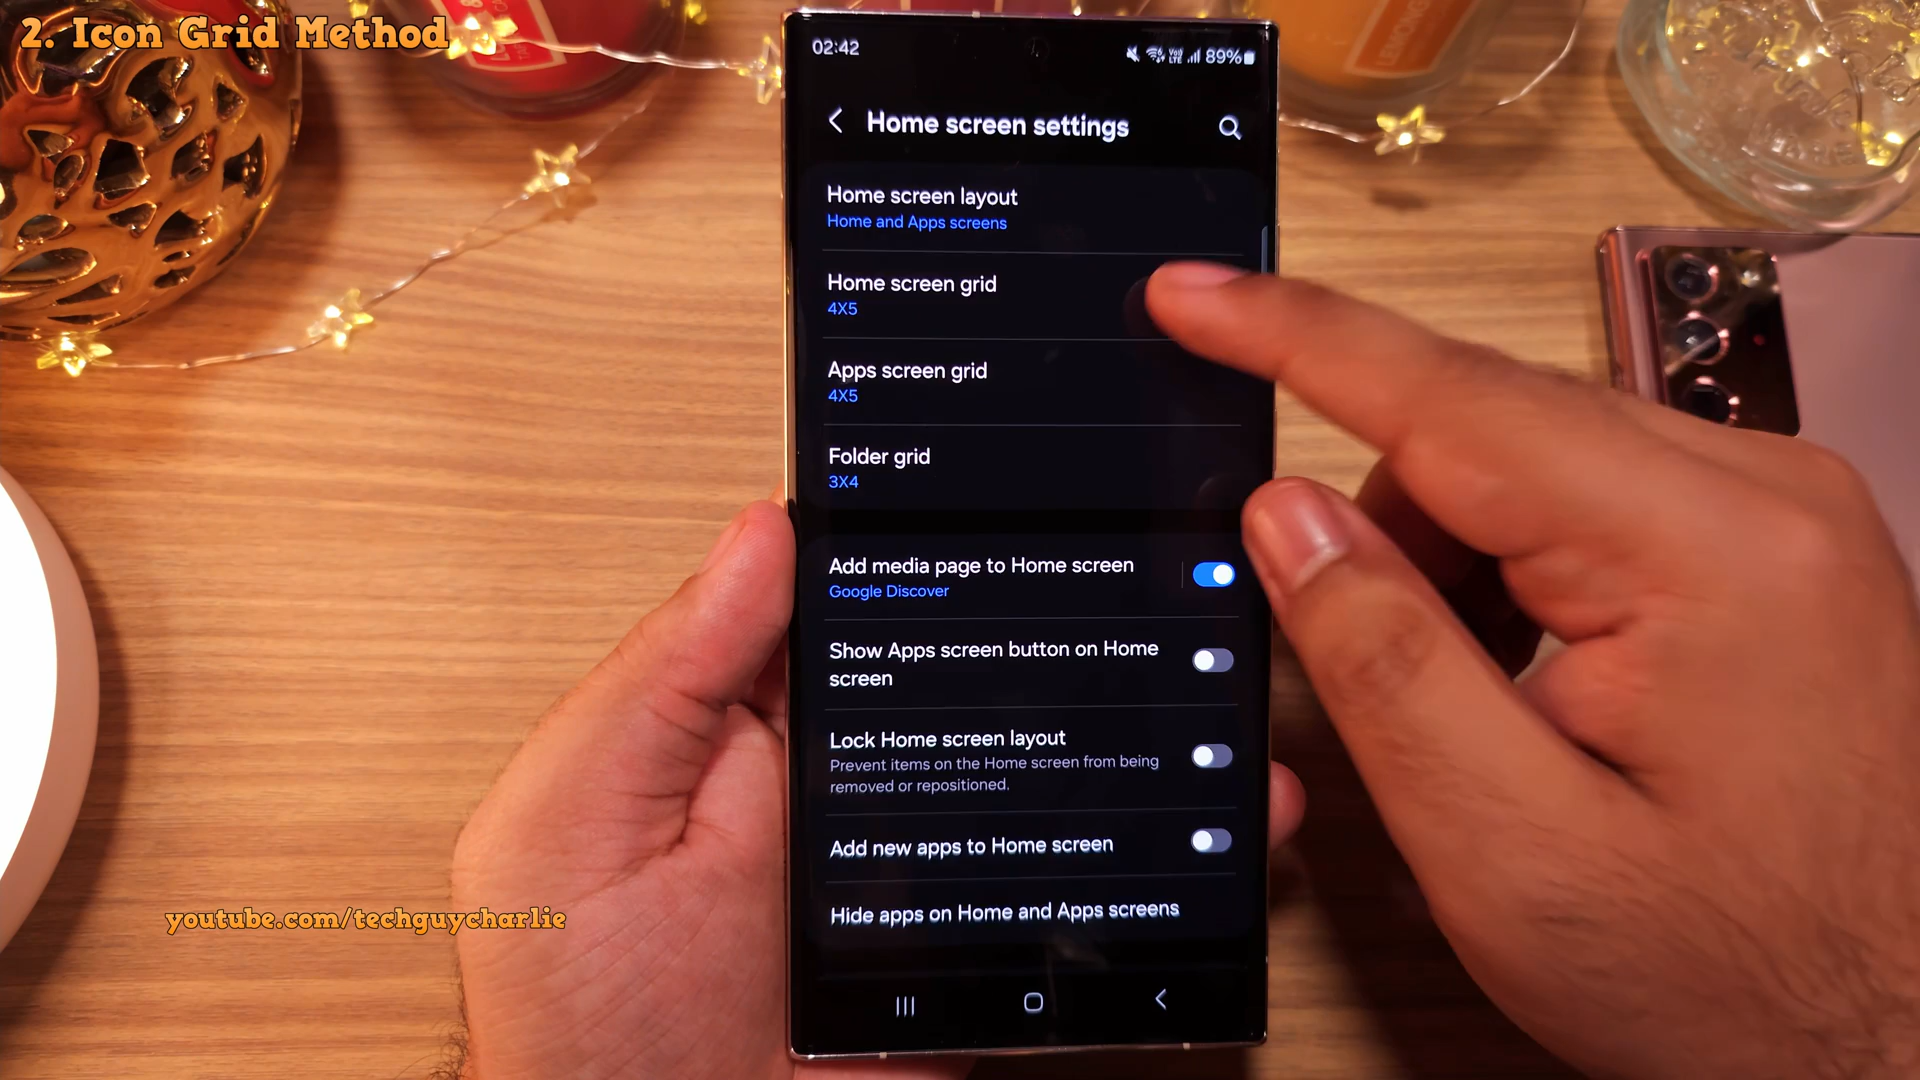 2. Icon Grid Method
02:42
89%
Home screen settings
Home screen layout
Home and Apps screens
Home screen grid
4X5
Apps screen grid
4X5
Folder grid
3X4
Add media page to Home screen
Google Discover
Show Apps screen button on Home
screen
Lock Home screen layout
Prevent items on the Home screen from being
removed or repositioned.
Add new apps to Home screen
Hide apps on Home and Apps screens
youtube.com/techguycharlie